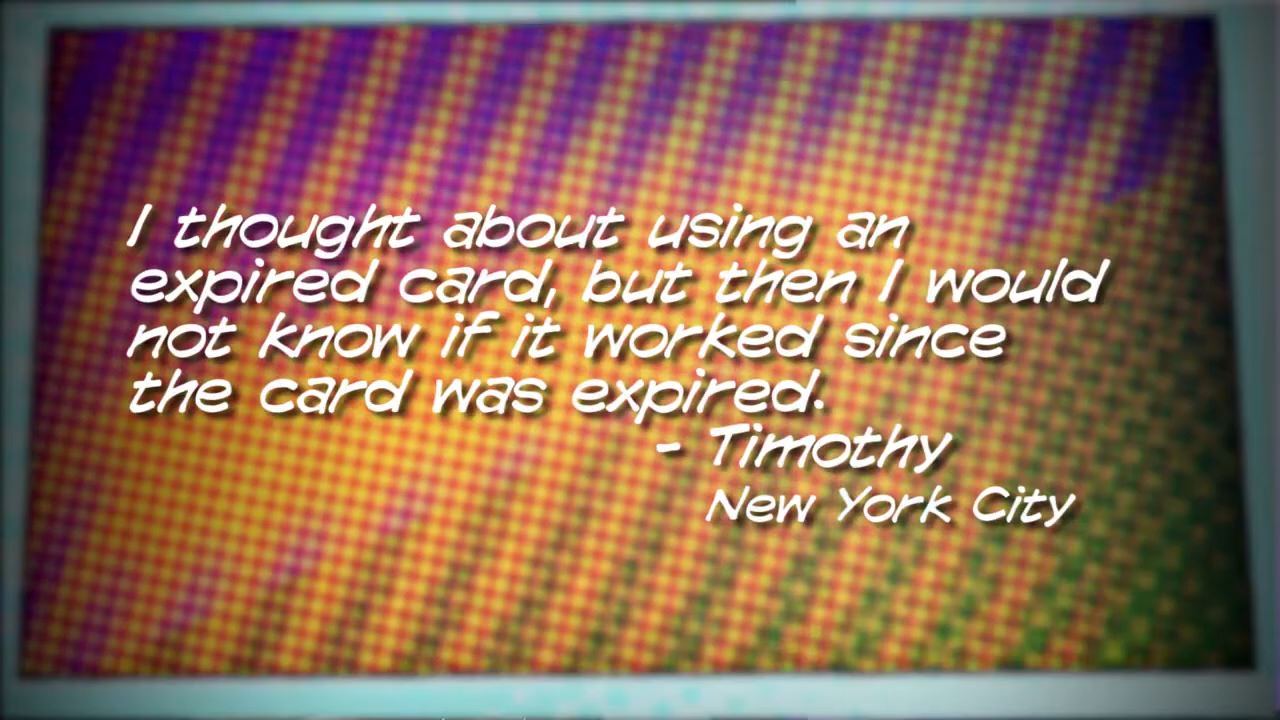 I thought about using an
expired card, but then I would
not know if it worked since
the card was expired.
- Timothy
New York City